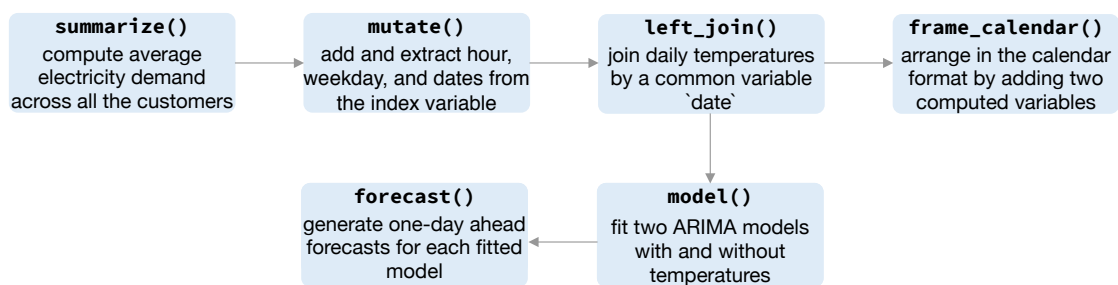 summarize()
compute average
electricity demand
across all the customers
mutate()
add and extract hour,
weekday, and dates from
the index variable
left_join()
join daily temperatures
by a common variable
`date`
frame_calendar()
arrange in the calendar
format by adding two
computed variables
forecast()
generate one-day ahead
forecasts for each fitted
model
model()
fit two ARIMA models
with and without
temperatures